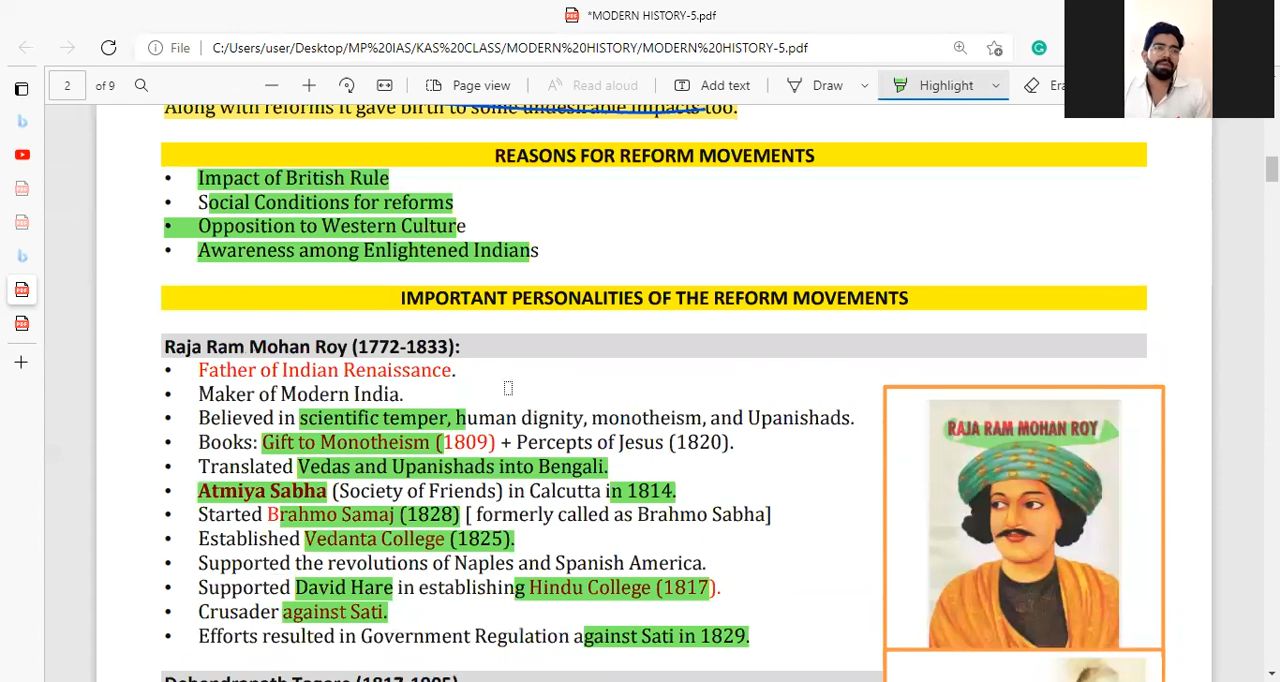 *MODERN HISTORY-5.pdf
File C:/Users/user/Desktop/MP%20IAS/KAS%20CLASS/MODERN%20HISTORY/MODERN%20HISTORY-5.pdf
2 of 9 Page view Read aloud Add text Draw Highlight Era
Along with reforms it gave birth to some undesirable impacts too.
REASONS FOR REFORM MOVEMENTS
• Impact of British Rule
• Social Conditions for reforms
• Opposition to Western Culture
• Awareness among Enlightened Indians
IMPORTANT PERSONALITIES OF THE REFORM MOVEMENTS
Raja Ram Mohan Roy (1772-1833):
• Father of Indian Renaissance.
• Maker of Modern India.
• Believed in scientific temper, human dignity, monotheism, and Upanishads.
• Books: Gift to Monotheism (1809) + Percepts of Jesus (1820).
• Translated Vedas and Upanishads into Bengali.
• Atmiya Sabha (Society of Friends) in Calcutta in 1814.
• Started Brahmo Samaj (1828) [ formerly called as Brahmo Sabha]
• Established Vedanta College (1825).
• Supported the revolutions of Naples and Spanish America.
• Supported David Hare in establishing Hindu College (1817).
• Crusader against Sati.
• Efforts resulted in Government Regulation against Sati in 1829.
RAJA RAM MOHAN ROY
Debendranath Tagore (1817-1905)